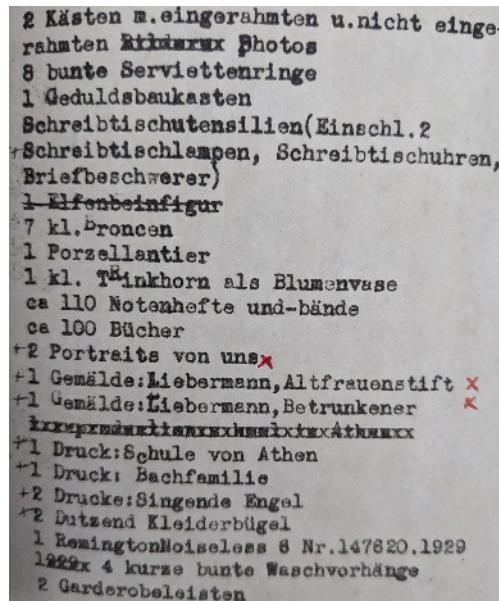 2 Kästen m.eingerahmten u.nicht einge-
rahmten Photos
8 bunte Serviettenringe
1 Geduldsbaukasten
Schreibtischutensilien(Einschl.2
+Schreibtischlampen, Schreibtischuhren,
Briefbeschwerer)
1 Elfenbeinfigur
7 kl.Broncen
1 Porzellantier
1 kl. TRinkhorn als Blumenvase
ca 110 Notenhefte und-bände
ca 100 Bücher
+2 Portraits von uns x
+1 Gemälde:Liebermann,Altfrauenstift x
+1 Gemälde:Liebermann,Betrunkener x
+1 Druck:Schule von Athen
+1 Druck: Bachfamilie
+2 Drucke:Singende Engel
+2 Dutzend Kleiderbügel
1 RemingtonNoiseless 6 Nr.147620.1929
4 kurze bunte Waschvorhänge
2 Garderobeleisten